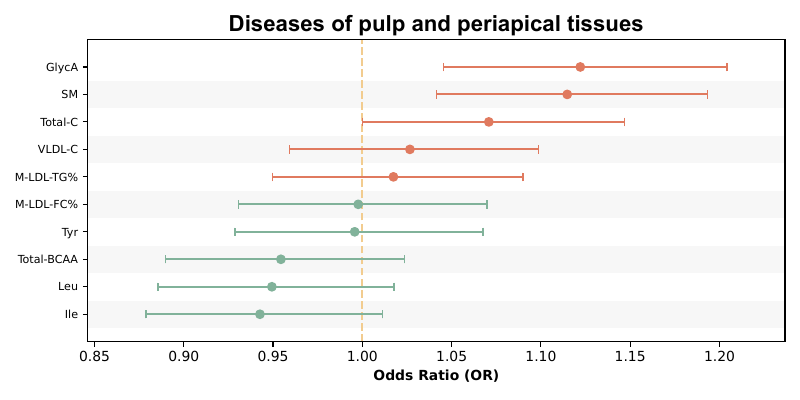 Diseases of pulp and periapical tissues
GlycA
SM
Total-C
VLDL-C
M-LDL-TG%
M-LDL-FC%
Tyr
Total-BCAA
Leu
Ile
0.85 0.90 0.95 1.00 1.05 1.10 1.15 1.20
Odds Ratio (OR)